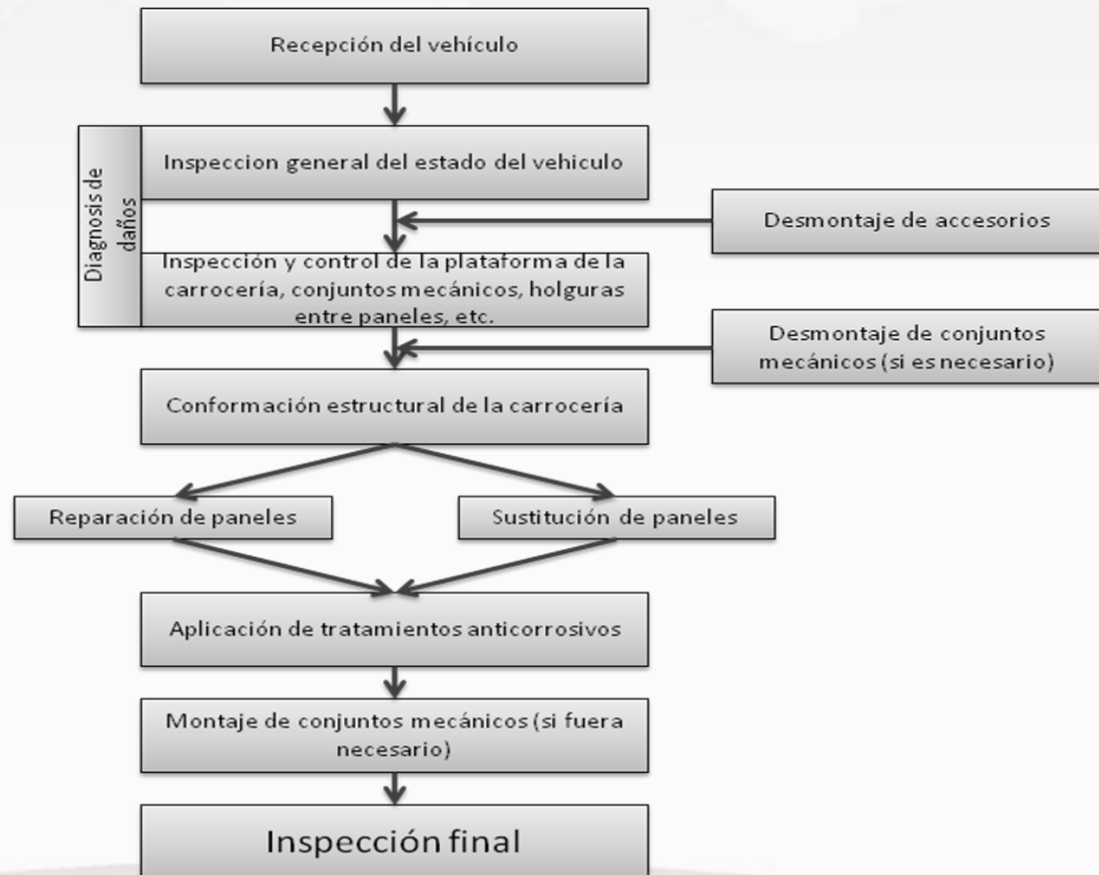 Recepción del vehículo
Diagnosis de
daños
Inspeccion general del estado del vehiculo
Desmontaje de accesorios
Inspección y control de la plataforma de la
carrocería, conjuntos mecánicos, holguras
entre paneles, etc.
Desmontaje de conjuntos
mecánicos (si es necesario)
Conformación estructural de la carrocería
Reparación de paneles
Sustitución de paneles
Aplicación de tratamientos anticorrosivos
Montaje de conjuntos mecánicos (si fuera
necesario)
Inspección final